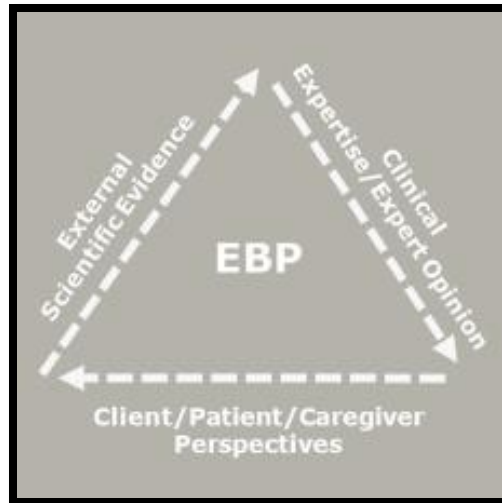 External
Scientific Evidence
Clinical
Expertise/Expert Opinion
EBP
Client/Patient/Caregiver
Perspectives